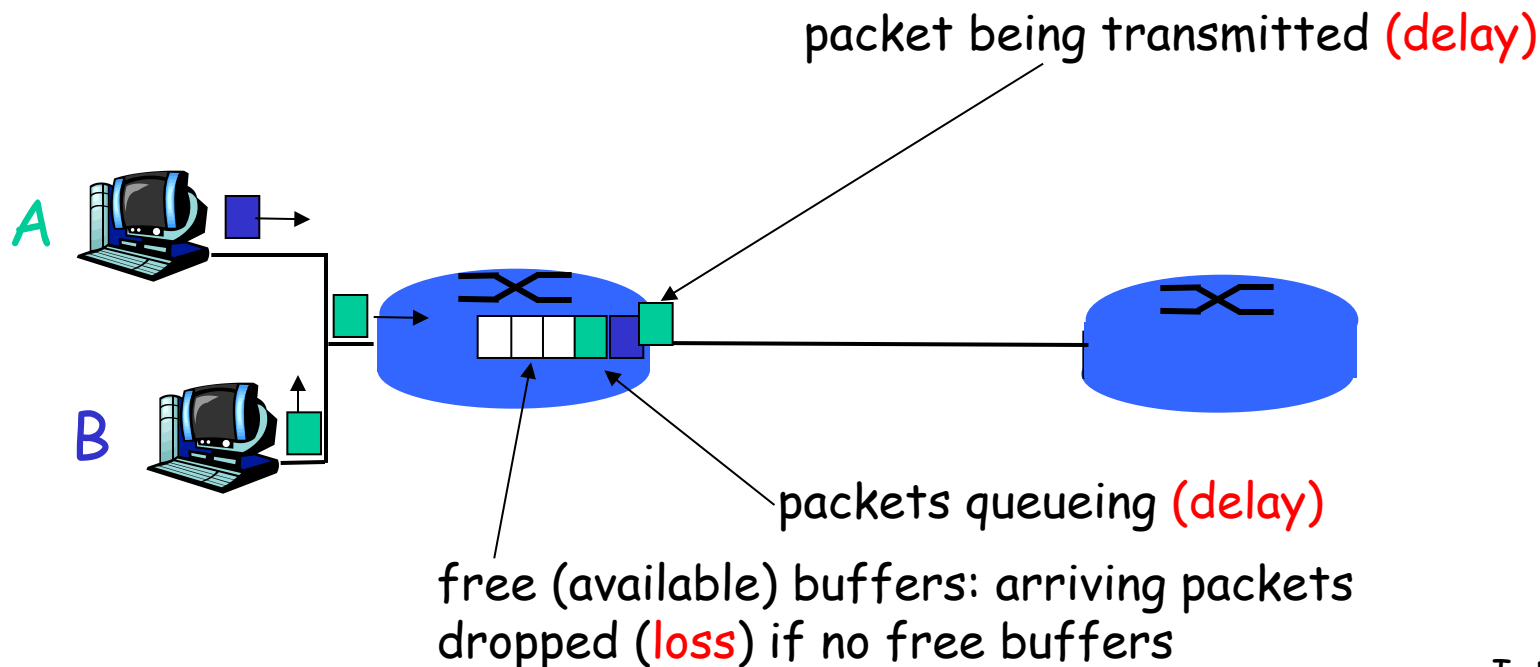 packet being transmitted (delay)
A
B
packets queueing (delay)
free (available) buffers: arriving packets
dropped (loss) if no free buffers